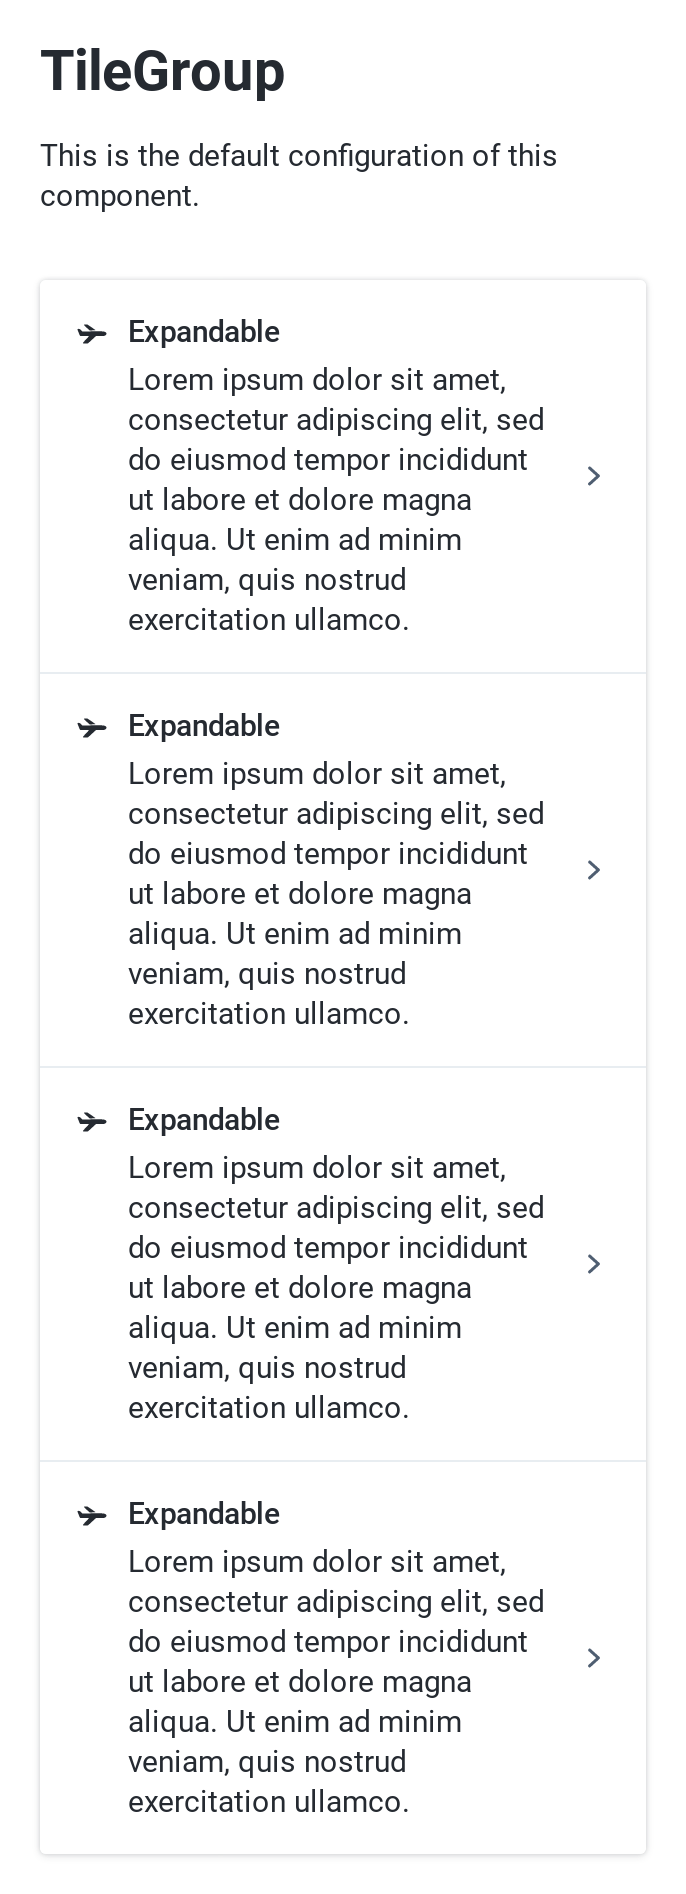 TileGroup
This is the default configuration of this
component.
Expandable
Lorem ipsum dolor sit amet,
consectetur adipiscing elit, sed
do eiusmod tempor incididunt
ut labore et dolore magna
aliqua. Ut enim ad minim
veniam, quis nostrud
exercitation ullamco.
Expandable
Lorem ipsum dolor sit amet,
consectetur adipiscing elit, sed
do eiusmod tempor incididunt
ut labore et dolore magna
aliqua. Ut enim ad minim
veniam, quis nostrud
exercitation ullamco.
Expandable
Lorem ipsum dolor sit amet,
consectetur adipiscing elit, sed
do eiusmod tempor incididunt
ut labore et dolore magna
aliqua. Ut enim ad minim
veniam, quis nostrud
exercitation ullamco.
Expandable
Lorem ipsum dolor sit amet,
consectetur adipiscing elit, sed
do eiusmod tempor incididunt
ut labore et dolore magna
aliqua. Ut enim ad minim
veniam, quis nostrud
exercitation ullamco.